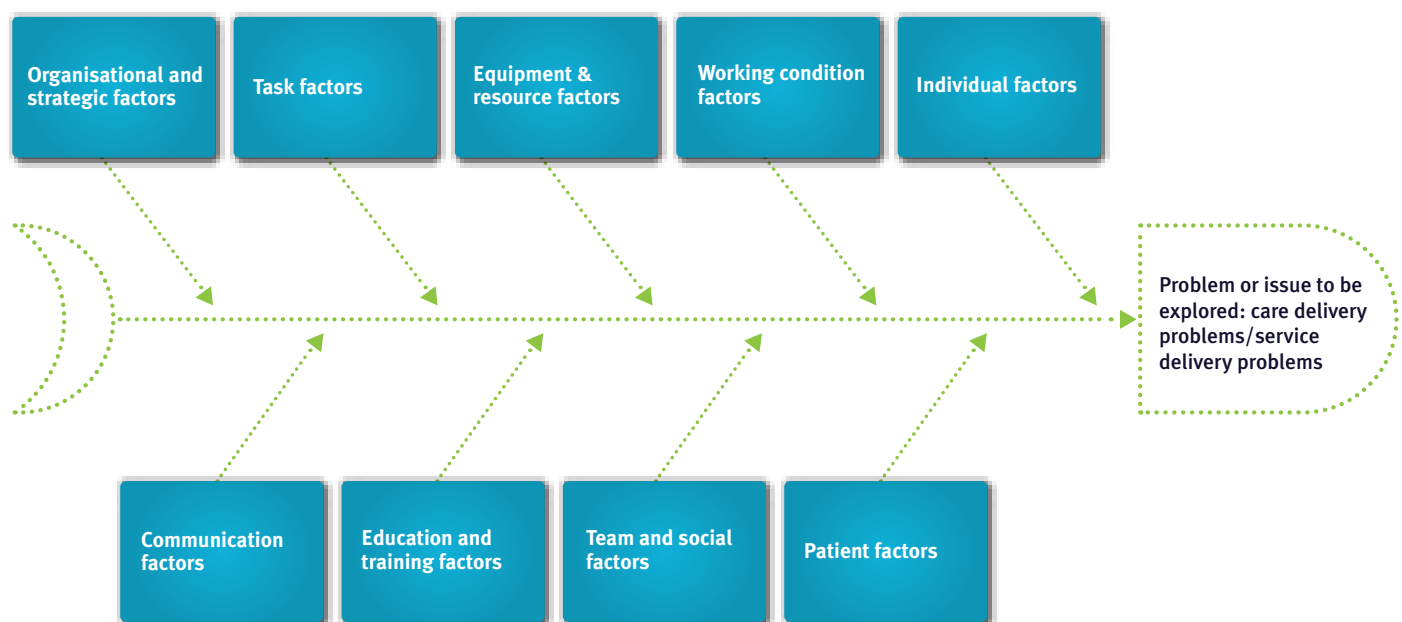 Organisational and
strategic factors
Task factors
Equipment &
resource factors
Working condition
factors
Individual factors
Problem or issue to be
explored: care delivery
problems/service
delivery problems
Communication
factors
Education and
training factors
Team and social
factors
Patient factors